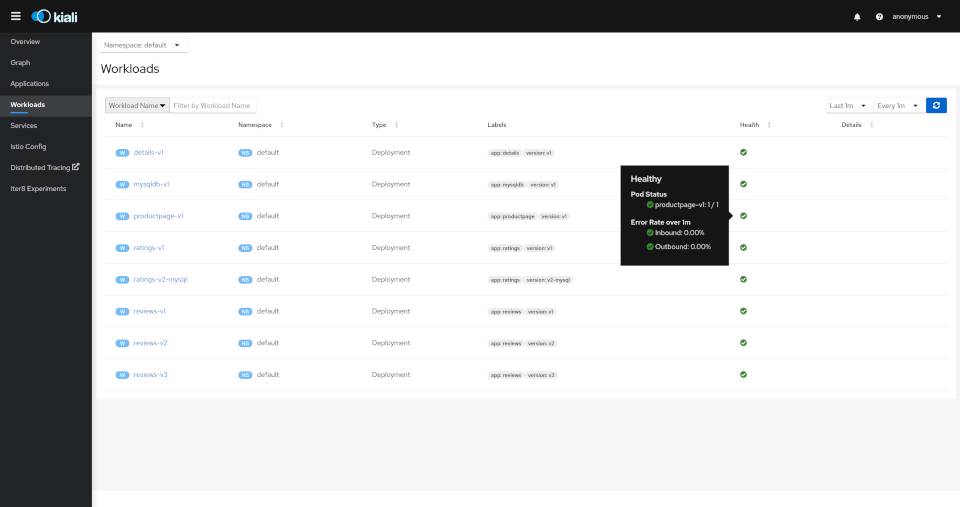 kiali
anonymous
Overview
Graph
Applications
Workloads
Services
Istio Config
Distributed Tracing
Iter8 Experiments
Namespace: default
Workloads
Workload Name Filter by Workload Name Last 1m Every 1m
Name Namespace Type Labels Health Details
W details-v1 NS default Deployment app: details version: v1
W mysqldb-v1 NS default Deployment app: mysqldb version: v1
W productpage-v1 NS default Deployment app: productpage version: v1
W ratings-v1 NS default Deployment app: ratings version: v1
W ratings-v2-mysql NS default Deployment app: ratings version: v2-mysql
W reviews-v1 NS default Deployment app: reviews version: v1
W reviews-v2 NS default Deployment app: reviews version: v2
W reviews-v3 NS default Deployment app: reviews version: v3
Healthy
Pod Status
productpage-v1: 1 / 1
Error Rate over 1m
Inbound: 0.00%
Outbound: 0.00%